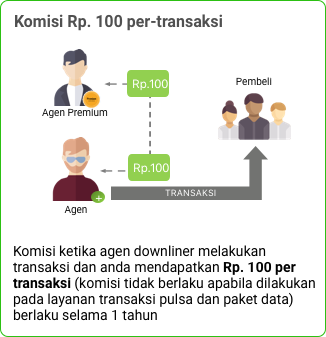 Komisi Rp. 100 per-transaksi
Rp.100
Pembeli
Agen Premium
Rp.100
TRANSAKSI
Agen
Komisi ketika agen downliner melakukan
transaksi dan anda mendapatkan Rp. 100 per
transaksi (komisi tidak berlaku apabila dilakukan
pada layanan transaksi pulsa dan paket data)
berlaku selama 1 tahun